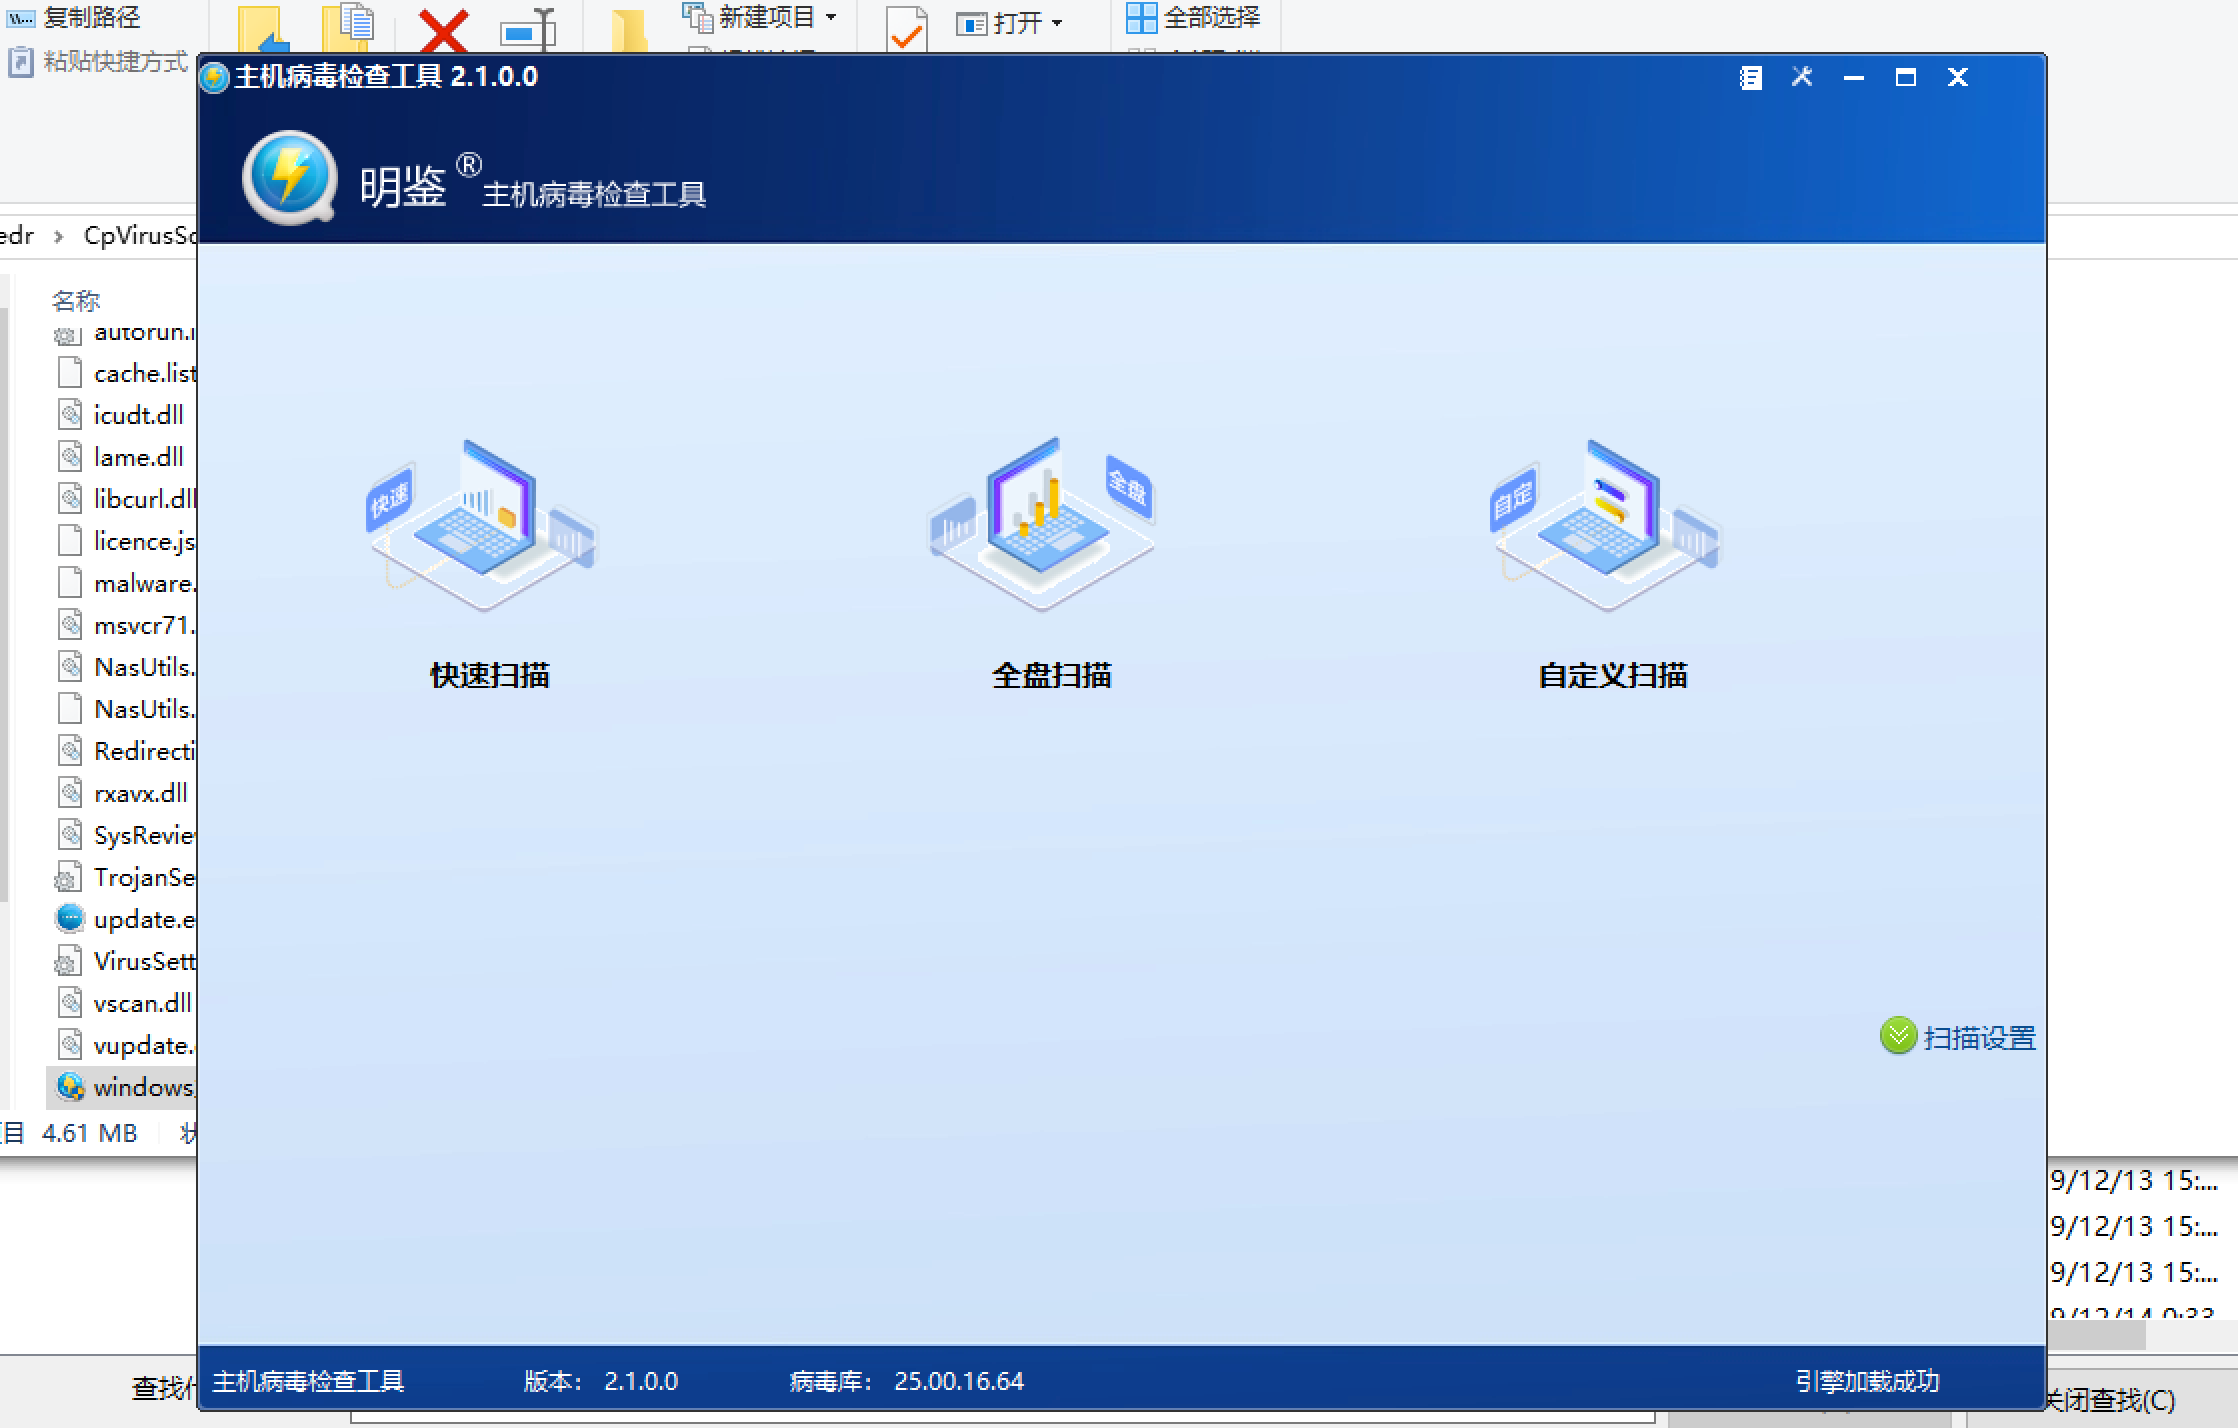 复制路径
新建项目
打开
全部选择
粘贴快捷方式
主机病毒检查工具 2.1.0.0
明鉴®主机病毒检查工具
edr › CpVirusSc
名称
autorun.i
cache.list
icudt.dll
lame.dll
libcurl.dll
licence.js
malware.
msvcr71.
NasUtils.
NasUtils.
Redirecti
rxavx.dll
SysRevie
TrojanSe
update.e
VirusSett
vscan.dll
vupdate.
windows
目 4.61 MB
快速
全盘
自定
快速扫描
全盘扫描
自定义扫描
扫描设置
9/12/13 15:...
9/12/13 15:...
9/12/13 15:...
9/12/14 0:33
查找
主机病毒检查工具
版本： 2.1.0.0
病毒库： 25.00.16.64
引擎加载成功
关闭查找(C)